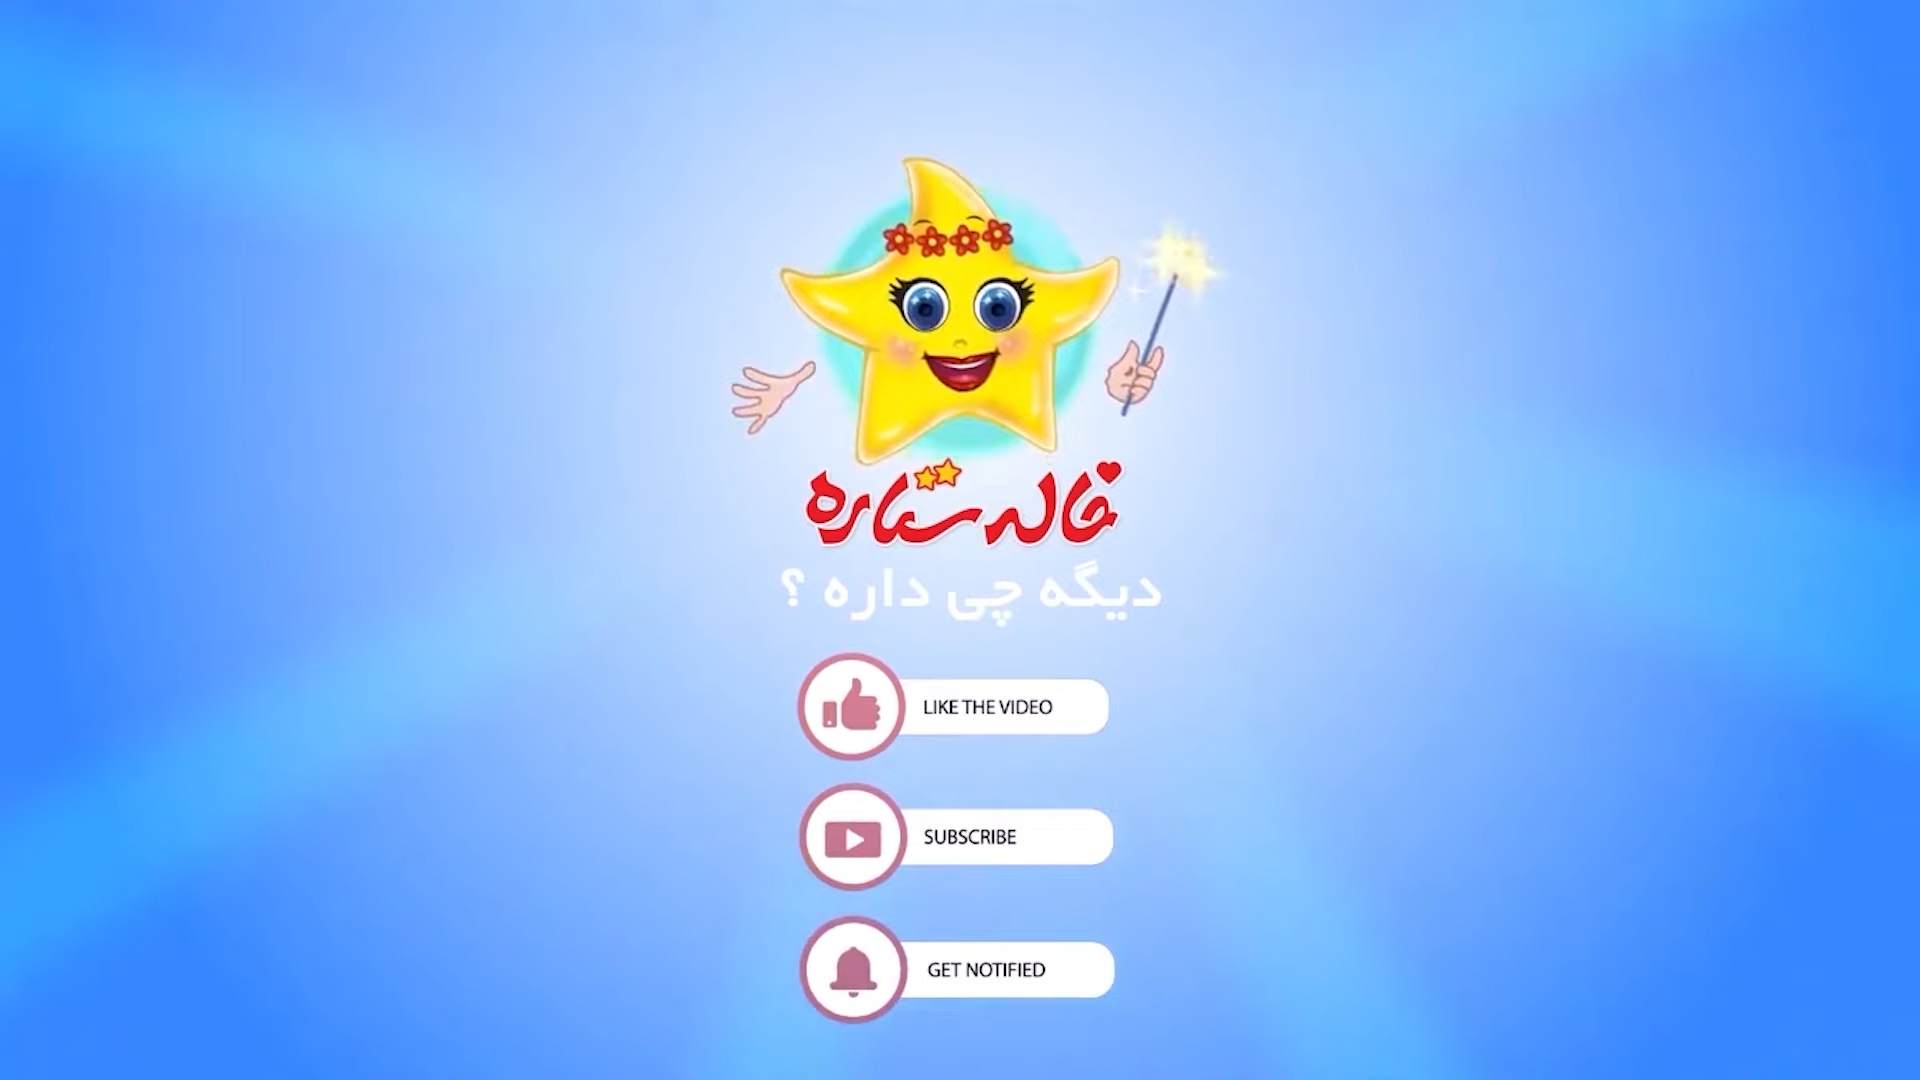 خاله ستاره
دیگه چی داره ؟
LIKE THE VIDEO
SUBSCRIBE
GET NOTIFIED